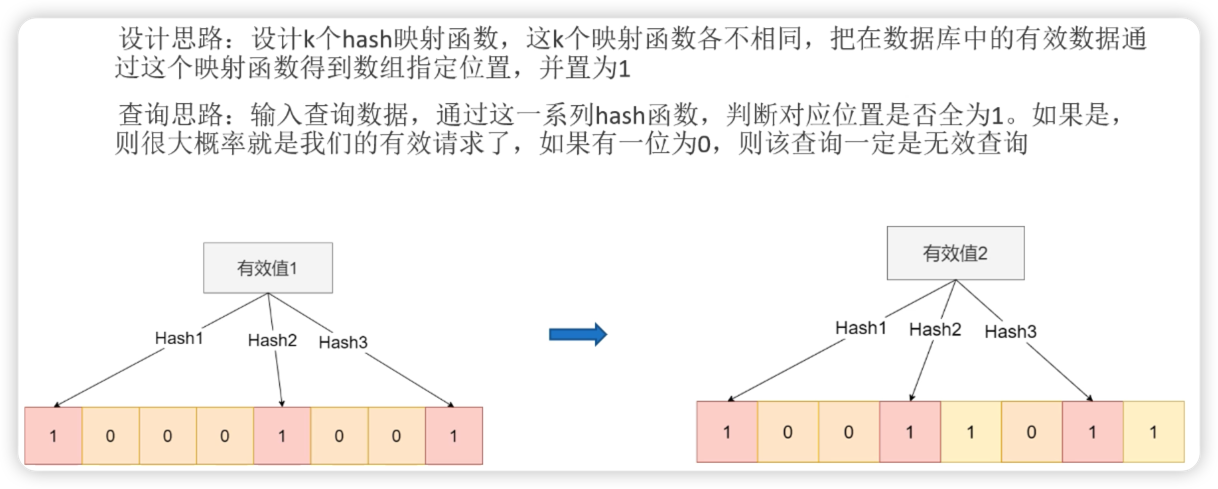 设计思路：设计k个hash映射函数，这k个映射函数各不相同，把在数据库中的有效数据通
过这个映射函数得到数组指定位置，并置为1
查询思路：输入查询数据，通过这一系列hash函数，判断对应位置是否全为1。如果是，
则很大概率就是我们的有效请求了，如果有一位为0，则该查询一定是无效查询
有效值1
Hash1 Hash2 Hash3
1 0 0 0 1 0 0 1
有效值2
Hash1 Hash2 Hash3
1 0 0 1 1 0 1 1